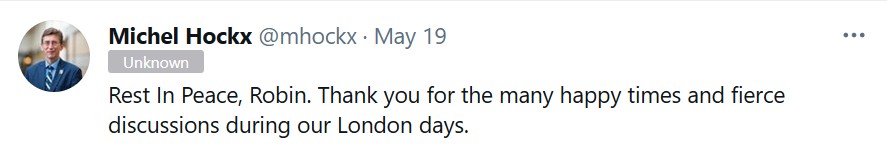 Michel Hockx @mhockx · May 19
Unknown
Rest In Peace, Robin. Thank you for the many happy times and fierce
discussions during our London days.